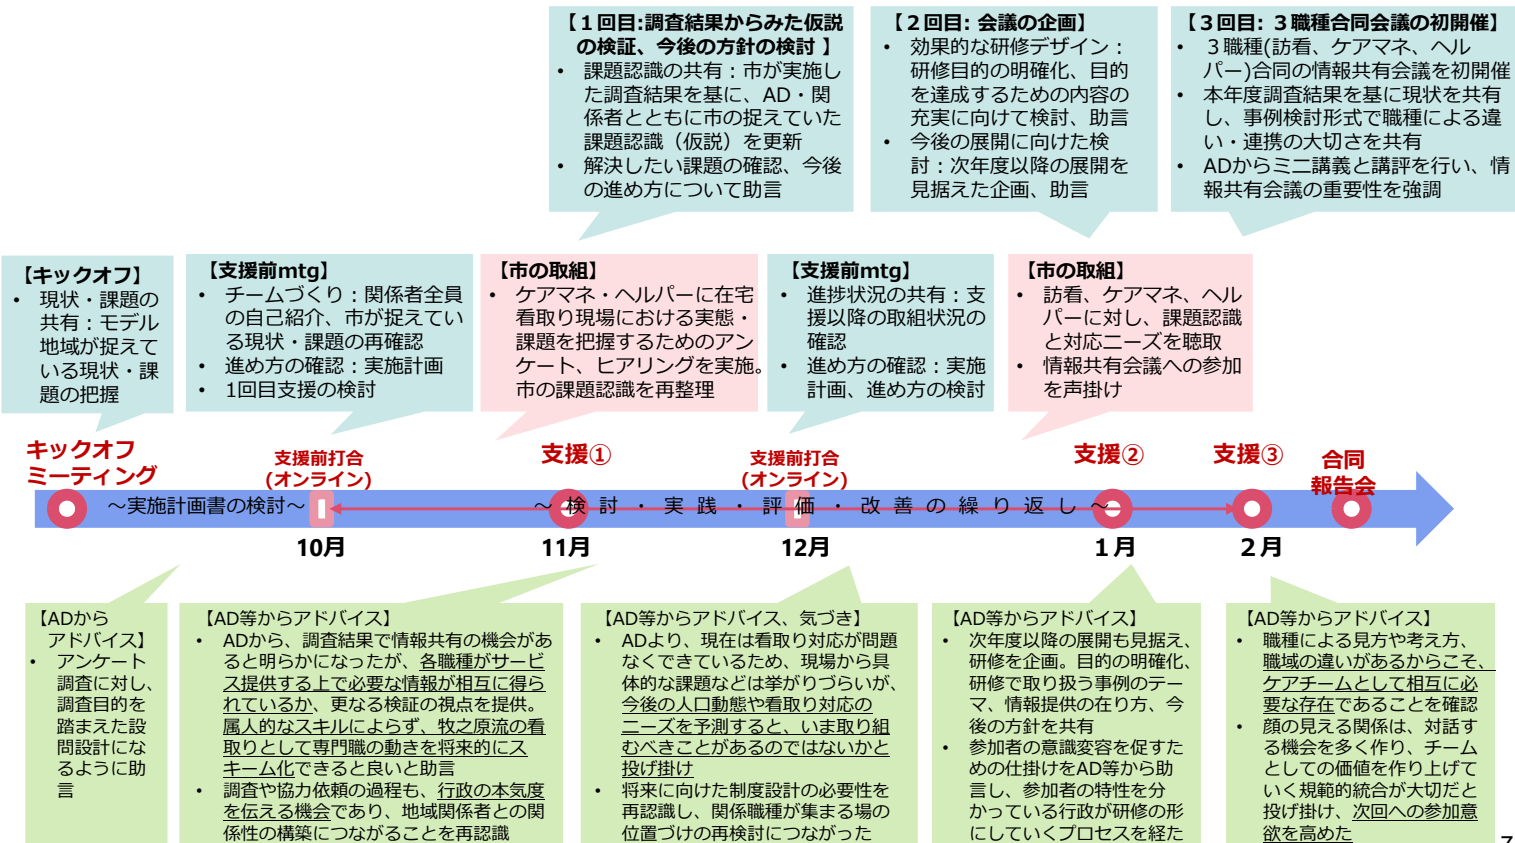 【１回目:調査結果からみた仮説
の検証、今後の方針の検討 】
• 課題認識の共有：市が実施し
た調査結果を基に、AD・関
係者とともに市の捉えていた
課題認識（仮説）を更新
• 解決したい課題の確認、今後
の進め方について助言
【２回目: 会議の企画】
• 効果的な研修デザイン：
研修目的の明確化、目的
を達成するための内容の
充実に向けて検討、助言
• 今後の展開に向けた検
討：次年度以降の展開を
見据えた企画、助言
【３回目: ３職種合同会議の初開催】
• ３職種(訪看、ケアマネ、ヘル
パー)合同の情報共有会議を初開催
• 本年度調査結果を基に現状を共有
し、事例検討形式で職種による違
い・連携の大切さを共有
• ADからミニ講義と講評を行い、情
報共有会議の重要性を強調
【キックオフ】
• 現状・課題の
共有：モデル
地域が捉えて
いる現状・課
題の把握
【支援前mtg】
• チームづくり：関係者全員
の自己紹介、市が捉えてい
る現状・課題の再確認
• 進め方の確認：実施計画
• 1回目支援の検討
【市の取組】
• ケアマネ・ヘルパーに在宅
看取り現場における実態・
課題を把握するためのアン
ケート、ヒアリングを実施。
市の課題認識を再整理
【支援前mtg】
• 進捗状況の共有：支
援以降の取組状況の
確認
• 進め方の確認：実施
計画、進め方の検討
【市の取組】
• 訪看、ケアマネ、ヘル
パーに対し、課題認識
と対応ニーズを聴取
• 情報共有会議への参加
を声掛け
キックオフ
ミーティング
支援前打合
(オンライン)
支援①
支援前打合
(オンライン)
支援②
支援③
合同
報告会
～実施計画書の検討～
～検討・実践・評価・改善の繰り返し～
10月
11月
12月
１月
２月
【ADから
アドバイス】
• アンケート
調査に対し、
調査目的を
踏まえた設
問設計にな
るように助
言
【AD等からアドバイス】
• ADから、調査結果で情報共有の機会があ
ると明らかになったが、各職種がサービ
ス提供する上で必要な情報が相互に得ら
れているか、更なる検証の視点を提供。
属人的なスキルによらず、牧之原流の看
取りとして専門職の動きを将来的にス
キーム化できると良いと助言
• 調査や協力依頼の過程も、行政の本気度
を伝える機会であり、地域関係者との関
係性の構築につながることを再認識
【AD等からアドバイス、気づき】
• ADより、現在は看取り対応が問題
なくできているため、現場から具
体的な課題などは挙がりづらいが、
今後の人口動態や看取り対応の
ニーズを予測すると、いま取り組
むべきことがあるのではないかと
投げ掛け
• 将来に向けた制度設計の必要性を
再認識し、関係職種が集まる場の
位置づけの再検討につながった
【AD等からアドバイス】
• 次年度以降の展開も見据え、
研修を企画。目的の明確化、
研修で取り扱う事例のテー
マ、情報提供の在り方、今
後の方針を共有
• 参加者の意識変容を促すた
めの仕掛けをAD等から助
言し、参加者の特性を分
かっている行政が研修の形
にしていくプロセスを経た
【AD等からアドバイス】
• 職種による見方や考え方、
職域の違いがあるからこそ、
ケアチームとして相互に必
要な存在であることを確認
• 顔の見える関係は、対話す
る機会を多く作り、チーム
としての価値を作り上げて
いく規範的統合が大切だと
投げ掛け、次回への参加意
欲を高めた